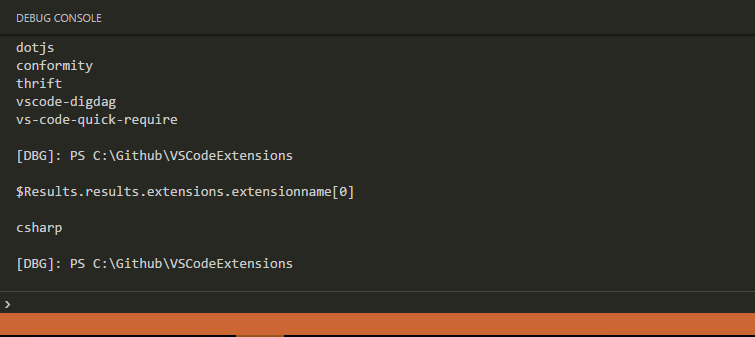 DEBUG CONSOLE
dotjs
conformity
thrift
vscode-digdag
vs-code-quick-require
[DBG]: PS C:\Github\VSCodeExtensions
$Results.results.extensions.extensionname[0]
csharp
[DBG]: PS C:\Github\VSCodeExtensions
›